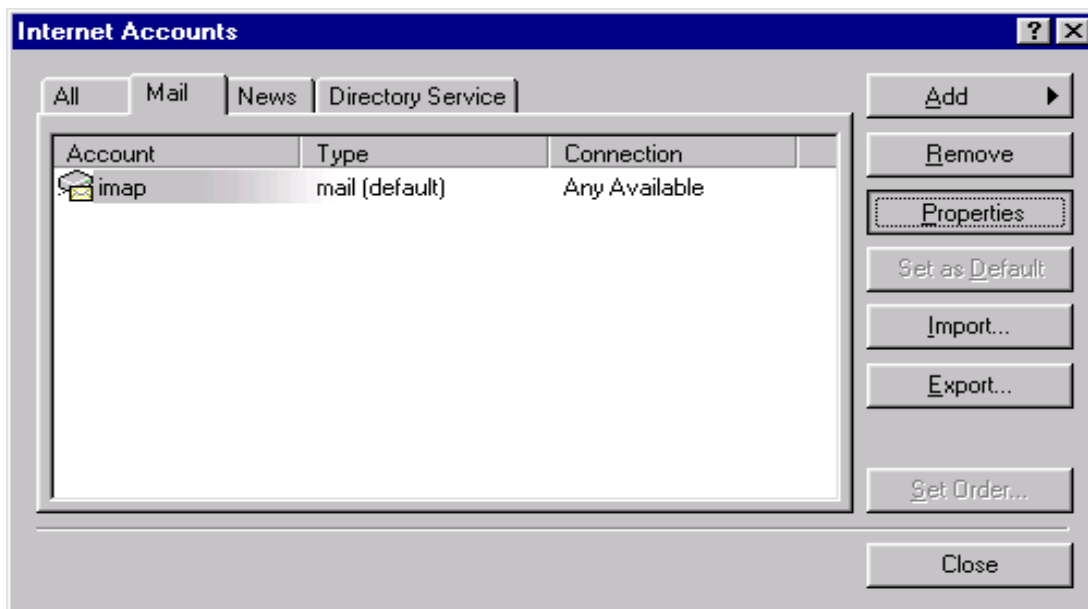 Internet Accounts
All Mail News Directory Service
Add
Account Type Connection
Remove
imap mail (default) Any Available
Properties
Set as Default
Import...
Export...
Set Order...
Close